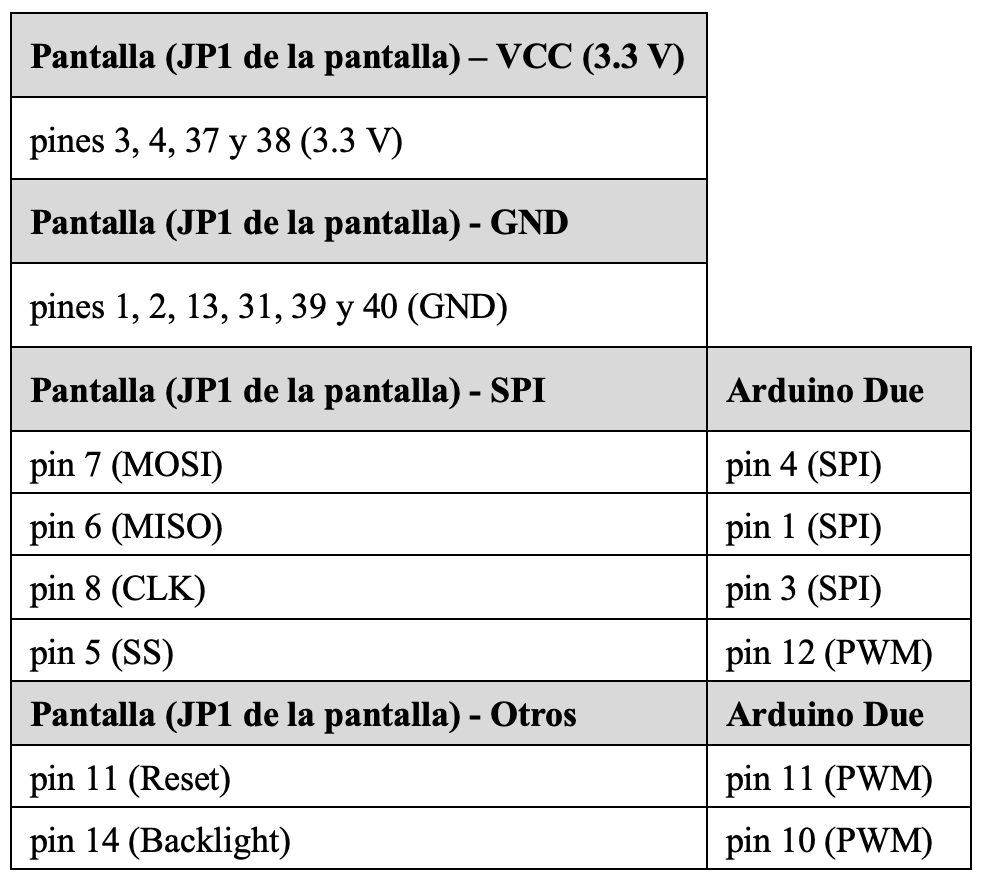 Pantalla (JP1 de la pantalla) – VCC (3.3 V)
pines 3, 4, 37 y 38 (3.3 V)
Pantalla (JP1 de la pantalla) - GND
pines 1, 2, 13, 31, 39 y 40 (GND)
Pantalla (JP1 de la pantalla) - SPI Arduino Due
pin 7 (MOSI) pin 4 (SPI)
pin 6 (MISO) pin 1 (SPI)
pin 8 (CLK) pin 3 (SPI)
pin 5 (SS) pin 12 (PWM)
Pantalla (JP1 de la pantalla) - Otros Arduino Due
pin 11 (Reset) pin 11 (PWM)
pin 14 (Backlight) pin 10 (PWM)